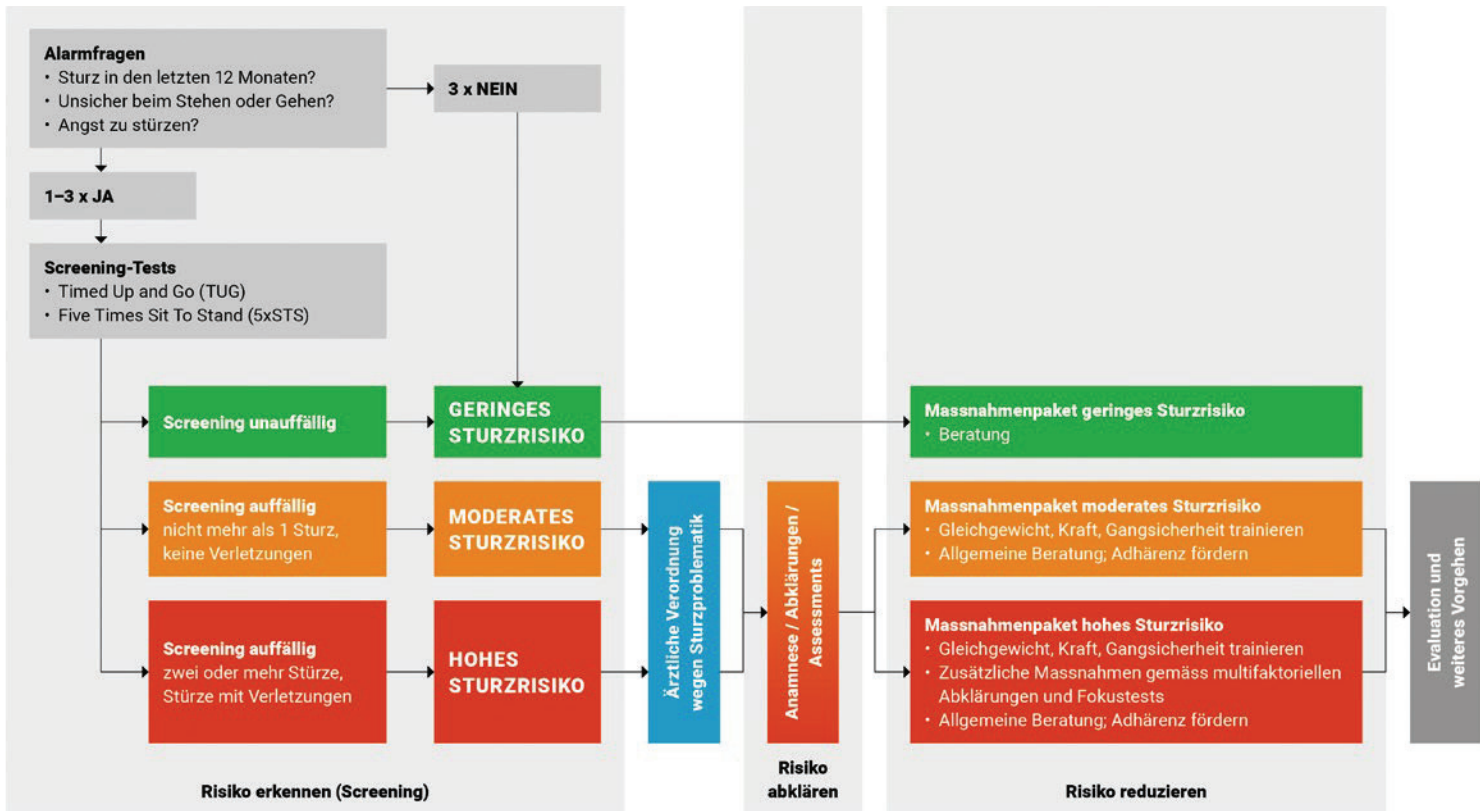 Alarmfragen
• Sturz in den letzten 12 Monaten?
• Unsicher beim Stehen oder Gehen?
• Angst zu stürzen?
3 x NEIN
1–3 x JA
Screening-Tests
• Timed Up and Go (TUG)
• Five Times Sit To Stand (5xSTS)
Screening unauffällig
GERINGES
STURZRISIKO
Massnahmenpaket geringes Sturzrisiko
• Beratung
Screening auffällig
nicht mehr als 1 Sturz,
keine Verletzungen
MODERATES
STURZRISIKO
Screening auffällig
zwei oder mehr Stürze,
Stürze mit Verletzungen
HOHES
STURZRISIKO
Ärztliche Verordnung
wegen Sturzproblematik
Anamnese / Abklärungen /
Assessments
Massnahmenpaket moderates Sturzrisiko
• Gleichgewicht, Kraft, Gangsicherheit trainieren
• Allgemeine Beratung; Adhärenz fördern
Massnahmenpaket hohes Sturzrisiko
• Gleichgewicht, Kraft, Gangsicherheit trainieren
• Zusätzliche Massnahmen gemäss multifaktoriellen
Abklärungen und Fokustests
• Allgemeine Beratung; Adhärenz fördern
Evaluation und
weiteres Vorgehen
Risiko erkennen (Screening)
Risiko
abklären
Risiko reduzieren